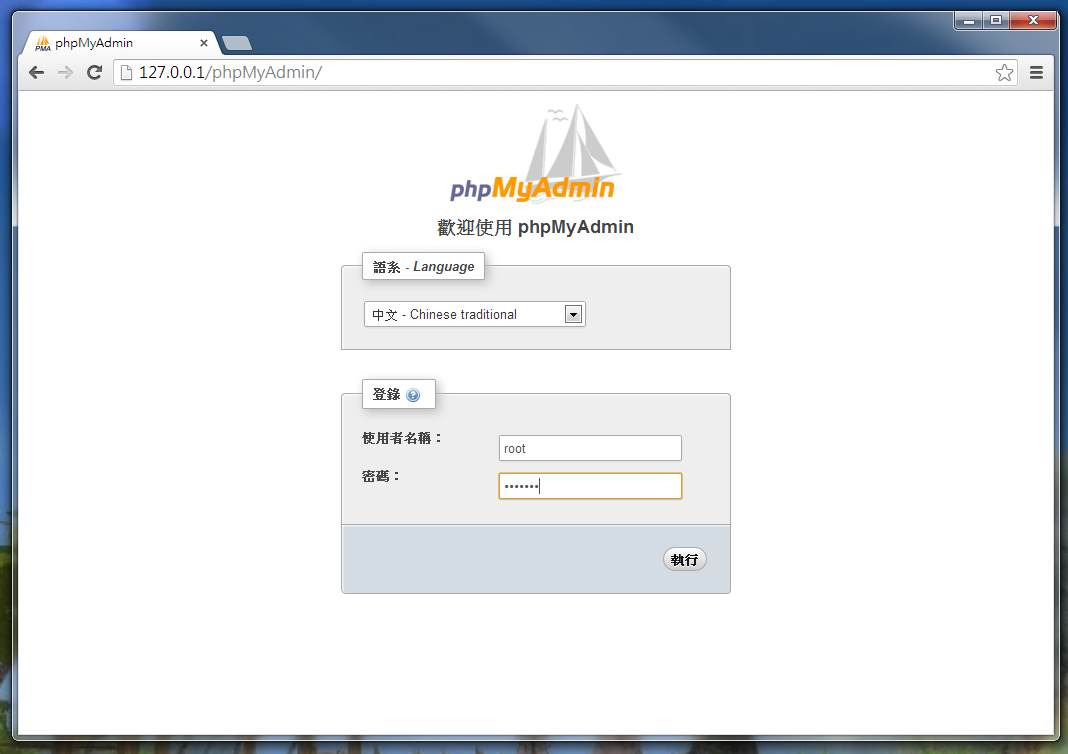 phpMyAdmin
127.0.0.1/phpMyAdmin/
phpMyAdmin
歡迎使用 phpMyAdmin
語系 - Language
中文 - Chinese traditional
登錄
使用者名稱：
root
密碼：
•••••••
執行